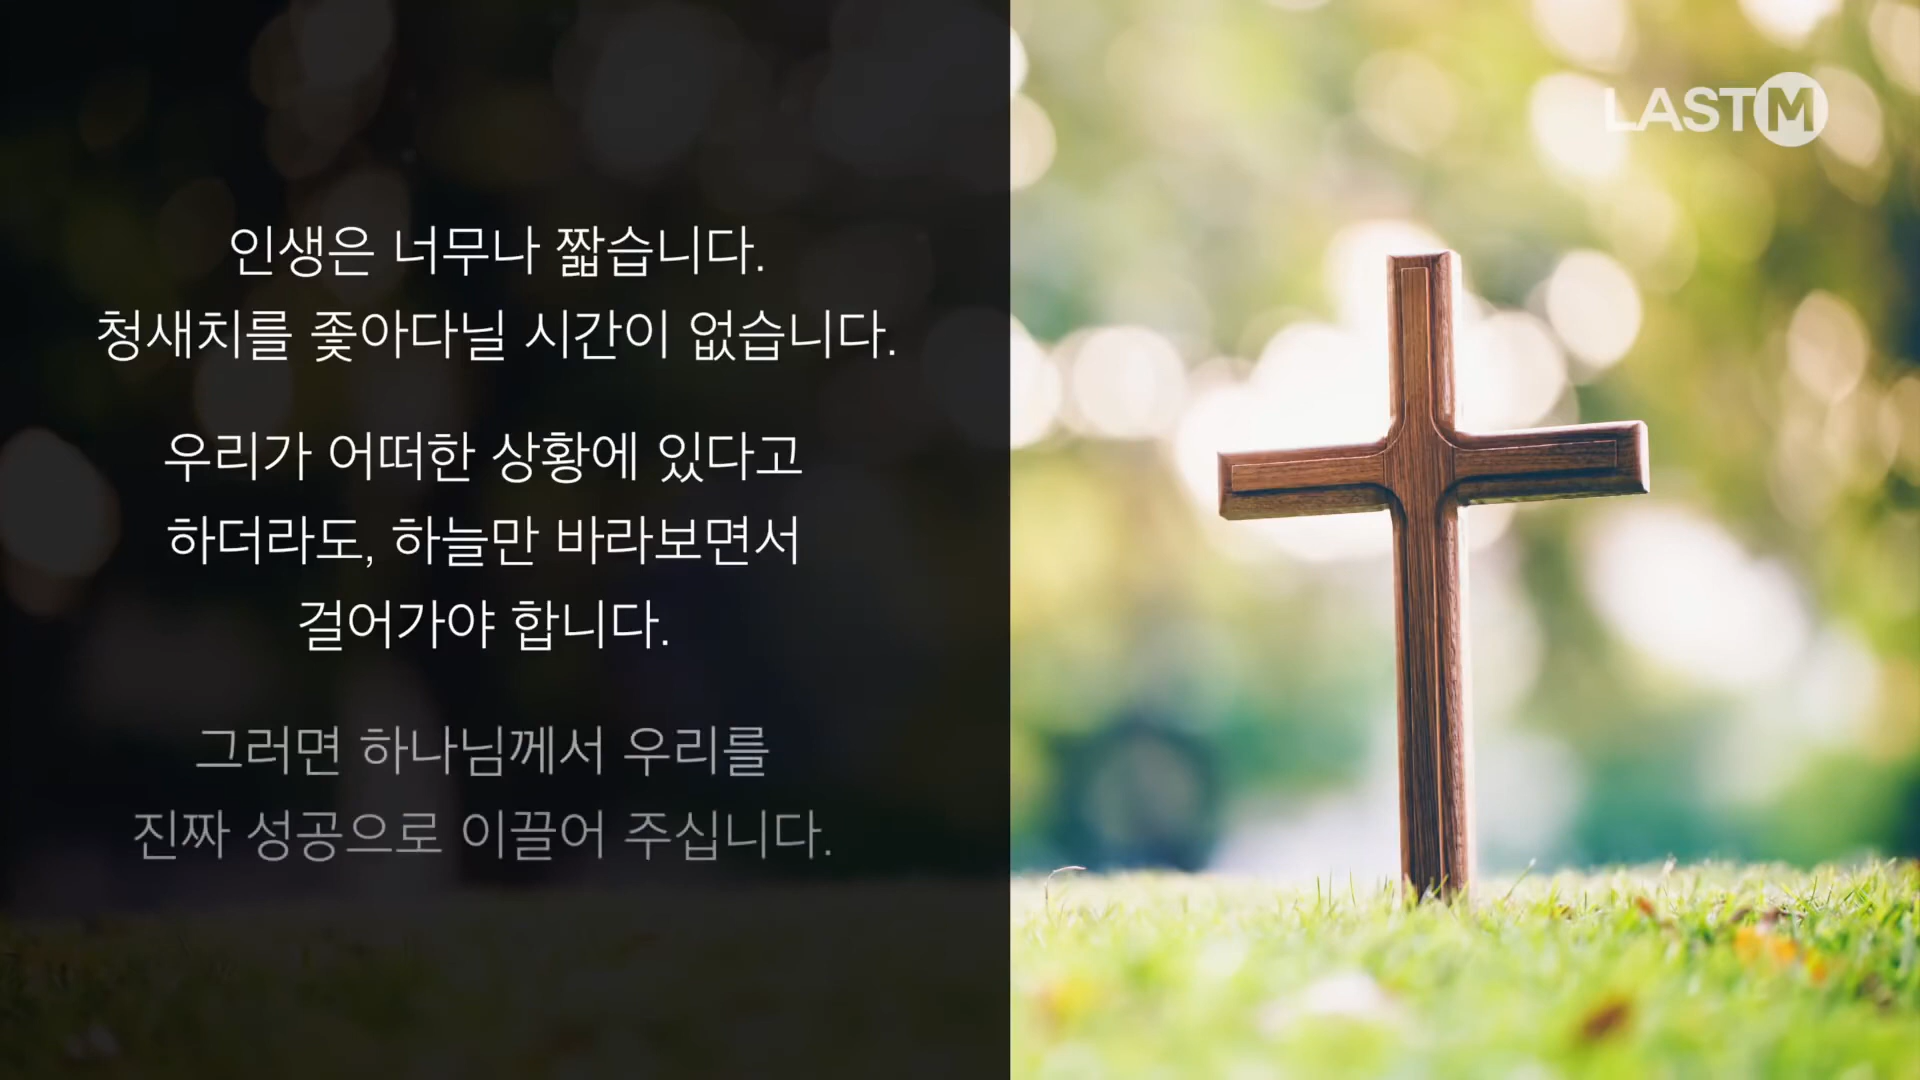 인생은 너무나 짧습니다.
청새치를 좇아다닐 시간이 없습니다.
우리가 어떠한 상황에 있다고
하더라도, 하늘만 바라보면서
걸어가야 합니다.
그러면 하나님께서 우리를
진짜 성공으로 이끌어 주십니다.
LASTM